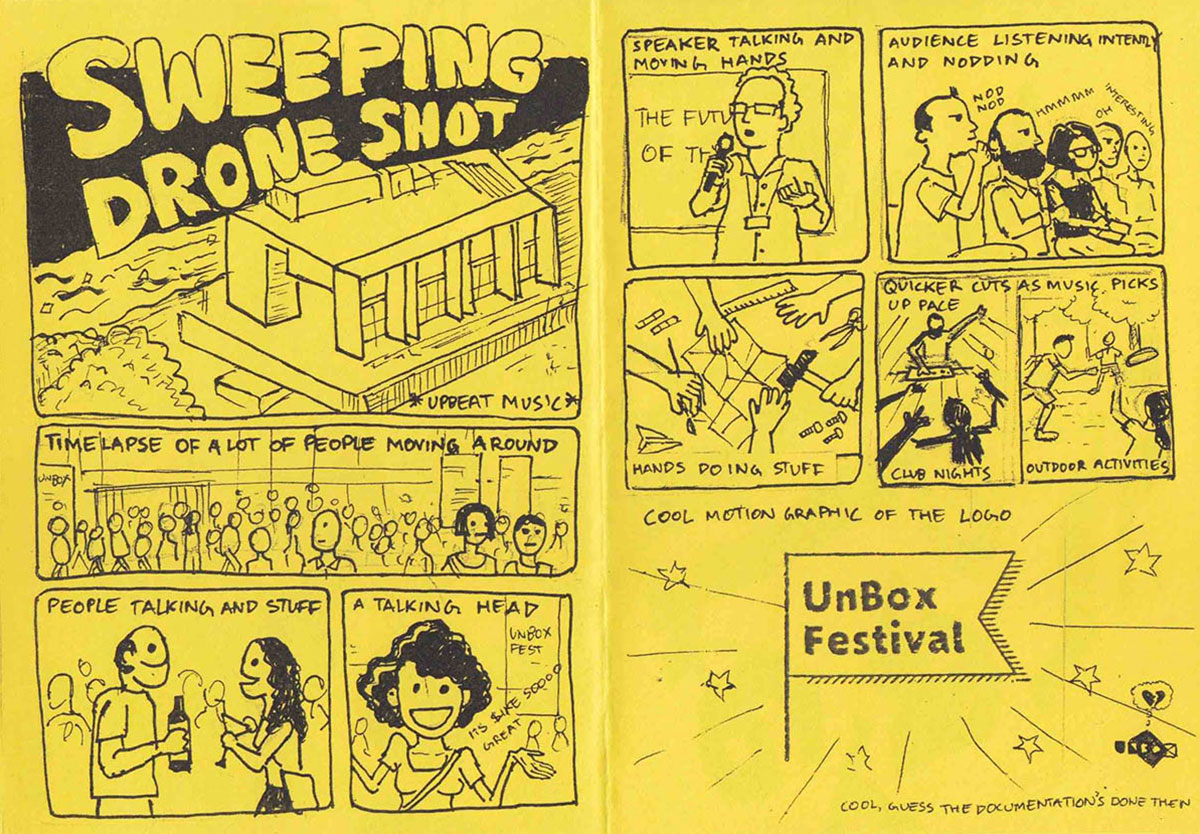 SWEEPING
DRONE SHOT
*UPBEAT MUSIC*
TIMELAPSE OF A LOT OF PEOPLE MOVING AROUND
UNBOX
PEOPLE TALKING AND STUFF
A TALKING HEAD
UNBOX
FEST
ITS LIKE SOOOO
GREAT
SPEAKER TALKING AND
MOVING HANDS
THE FUTU
OF TH
AUDIENCE LISTENING INTENTLY
AND NODDING
NOD
NOD
HMMMMM
OH
INTERESTING
HANDS DOING STUFF
QUICKER CUTS AS MUSIC PICKS
UP PACE
CLUB NIGHTS
OUTDOOR ACTIVITIES
COOL MOTION GRAPHIC OF THE LOGO
UnBox
Festival
COOL, GUESS THE DOCUMENTATION'S DONE THEN